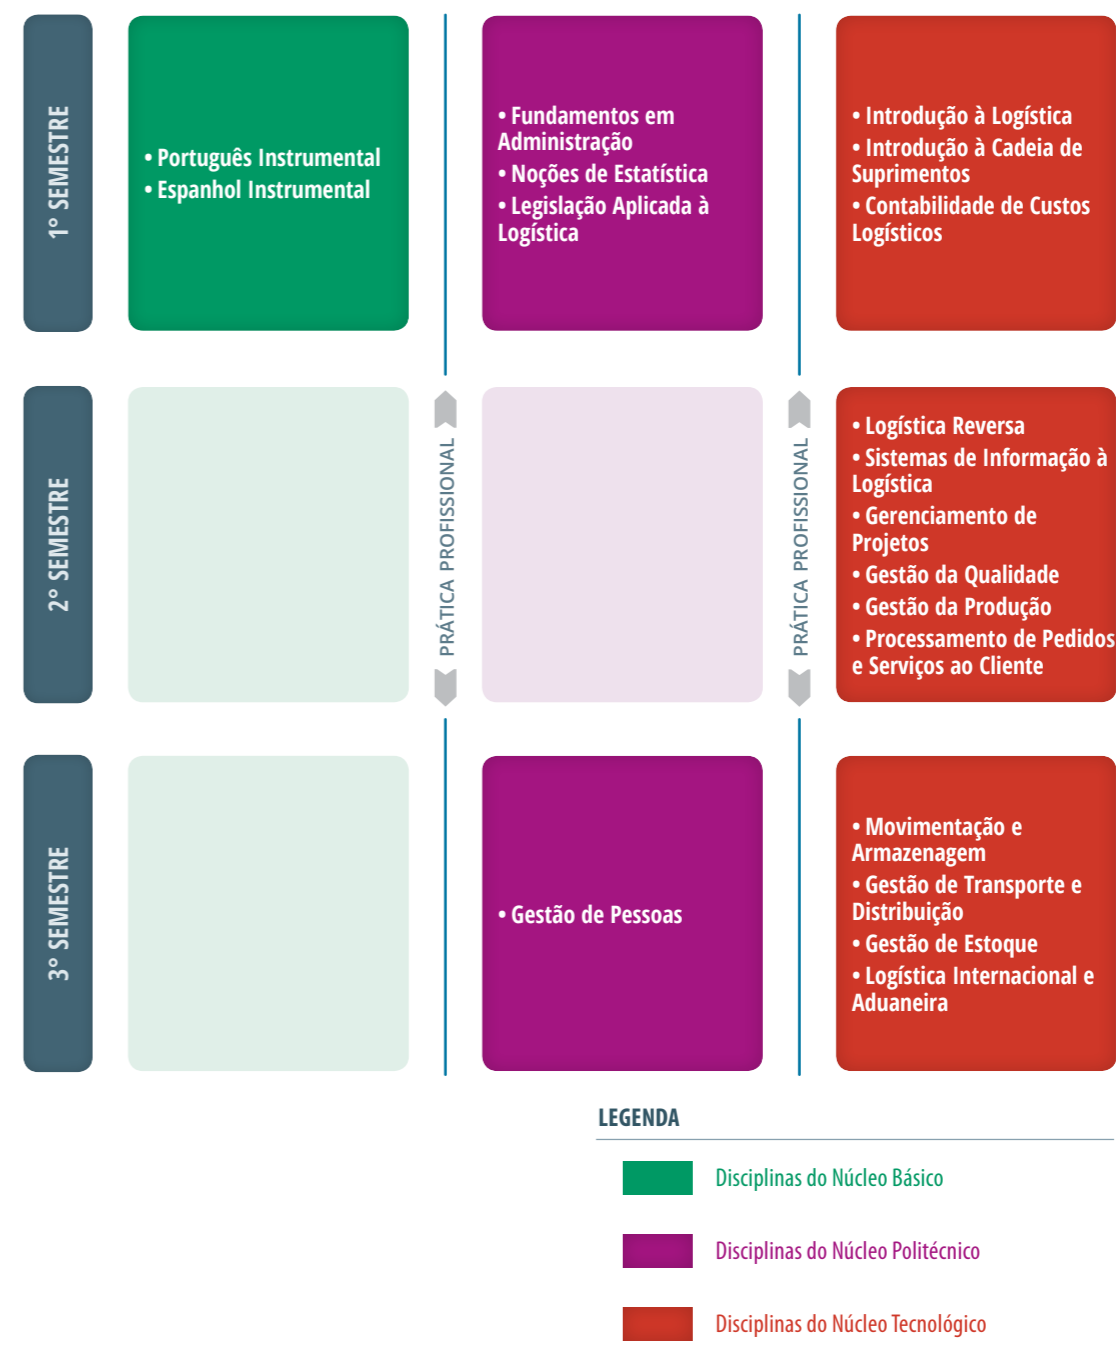 1º SEMESTRE
• Português Instrumental
• Espanhol Instrumental
• Fundamentos em
Administração
• Noções de Estatística
• Legislação Aplicada à
Logística
• Introdução à Logística
• Introdução à Cadeia de
Suprimentos
• Contabilidade de Custos
Logísticos
2º SEMESTRE
PRÁTICA PROFISSIONAL
PRÁTICA PROFISSIONAL
• Logística Reversa
• Sistemas de Informação à
Logística
• Gerenciamento de
Projetos
• Gestão da Qualidade
• Gestão da Produção
• Processamento de Pedidos
e Serviços ao Cliente
3º SEMESTRE
• Gestão de Pessoas
• Movimentação e
Armazenagem
• Gestão de Transporte e
Distribuição
• Gestão de Estoque
• Logística Internacional e
Aduaneira
LEGENDA
Disciplinas do Núcleo Básico
Disciplinas do Núcleo Politécnico
Disciplinas do Núcleo Tecnológico